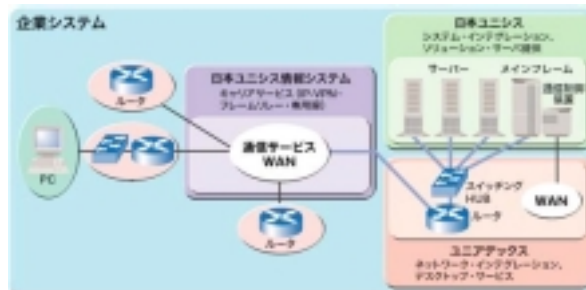 企業システム
日本ユニシス
システム・インテグレーション、
ソリューション・サーバ提供
サーバー
メインフレーム
通信制御
装置
日本ユニシス情報システム
キャリアサービス (IP-VPN・
フレームリレー・専用線)
ルータ
通信サービス
WAN
PC
スイッチング
HUB
ルータ
WAN
ルータ
ユニアデックス
ネットワーク・インテグレーション、
デスクトップ・サービス